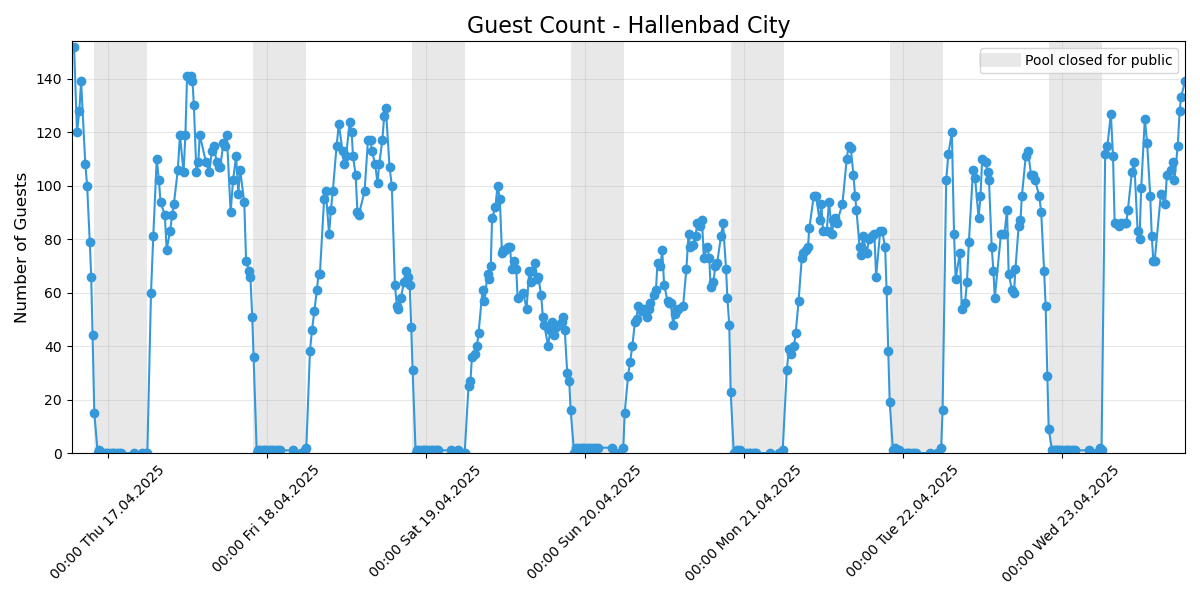 Guest Count - Hallenbad City
Pool closed for public
Number of Guests
140
120
100
80
60
40
20
0
00:00 Thu 17.04.2025
00:00 Fri 18.04.2025
00:00 Sat 19.04.2025
00:00 Sun 20.04.2025
00:00 Mon 21.04.2025
00:00 Tue 22.04.2025
00:00 Wed 23.04.2025